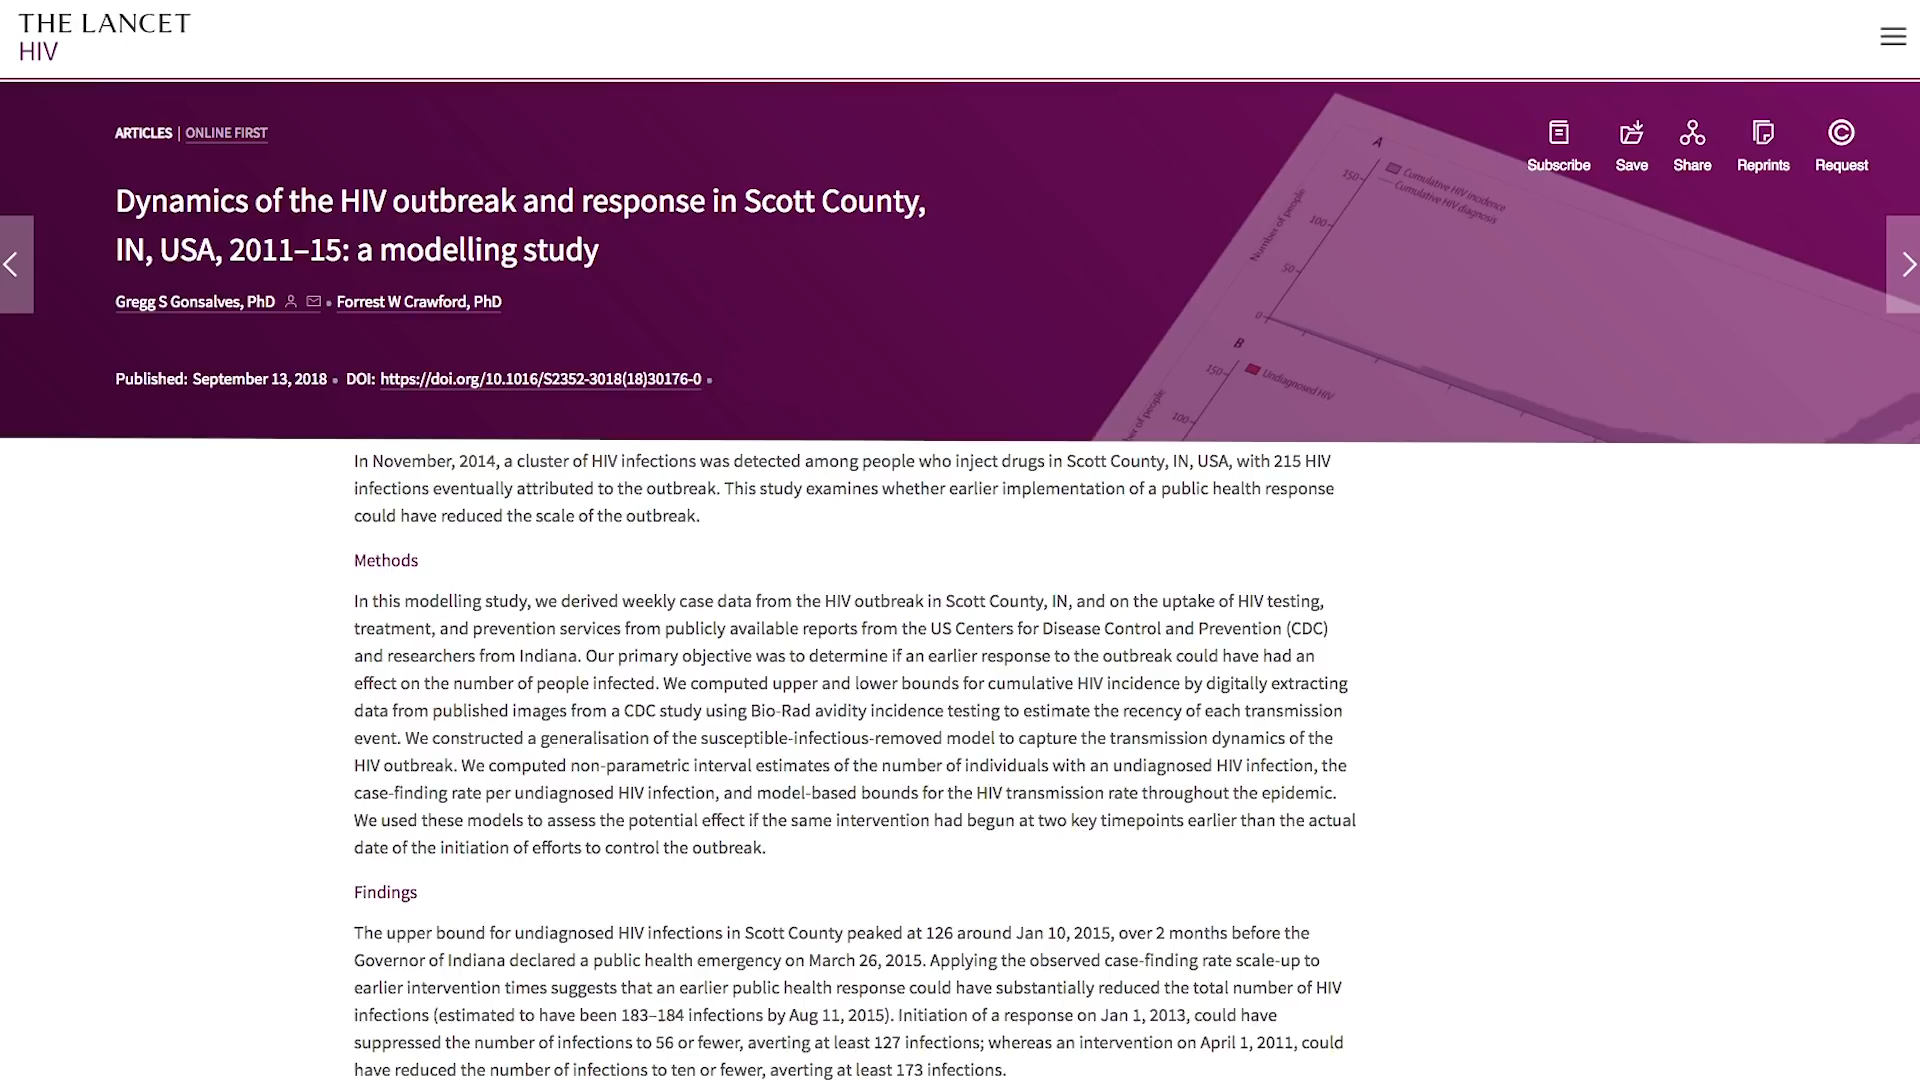 THE LANCET
HIV
ARTICLES | ONLINE FIRST
Subscribe Save Share Reprints Request
Dynamics of the HIV outbreak and response in Scott County,
IN, USA, 2011–15: a modelling study
Gregg S Gonsalves, PhD • Forrest W Crawford, PhD
Published: September 13, 2018 • DOI: https://doi.org/10.1016/S2352-3018(18)30176-0 •
A
150
Cumulative HIV incidence
Cumulative HIV diagnosis
100
50
0
Number of people
B
150
Undiagnosed HIV
100
er of people
In November, 2014, a cluster of HIV infections was detected among people who inject drugs in Scott County, IN, USA, with 215 HIV
infections eventually attributed to the outbreak. This study examines whether earlier implementation of a public health response
could have reduced the scale of the outbreak.
Methods
In this modelling study, we derived weekly case data from the HIV outbreak in Scott County, IN, and on the uptake of HIV testing,
treatment, and prevention services from publicly available reports from the US Centers for Disease Control and Prevention (CDC)
and researchers from Indiana. Our primary objective was to determine if an earlier response to the outbreak could have had an
effect on the number of people infected. We computed upper and lower bounds for cumulative HIV incidence by digitally extracting
data from published images from a CDC study using Bio-Rad avidity incidence testing to estimate the recency of each transmission
event. We constructed a generalisation of the susceptible-infectious-removed model to capture the transmission dynamics of the
HIV outbreak. We computed non-parametric interval estimates of the number of individuals with an undiagnosed HIV infection, the
case-finding rate per undiagnosed HIV infection, and model-based bounds for the HIV transmission rate throughout the epidemic.
We used these models to assess the potential effect if the same intervention had begun at two key timepoints earlier than the actual
date of the initiation of efforts to control the outbreak.
Findings
The upper bound for undiagnosed HIV infections in Scott County peaked at 126 around Jan 10, 2015, over 2 months before the
Governor of Indiana declared a public health emergency on March 26, 2015. Applying the observed case-finding rate scale-up to
earlier intervention times suggests that an earlier public health response could have substantially reduced the total number of HIV
infections (estimated to have been 183–184 infections by Aug 11, 2015). Initiation of a response on Jan 1, 2013, could have
suppressed the number of infections to 56 or fewer, averting at least 127 infections; whereas an intervention on April 1, 2011, could
have reduced the number of infections to ten or fewer, averting at least 173 infections.